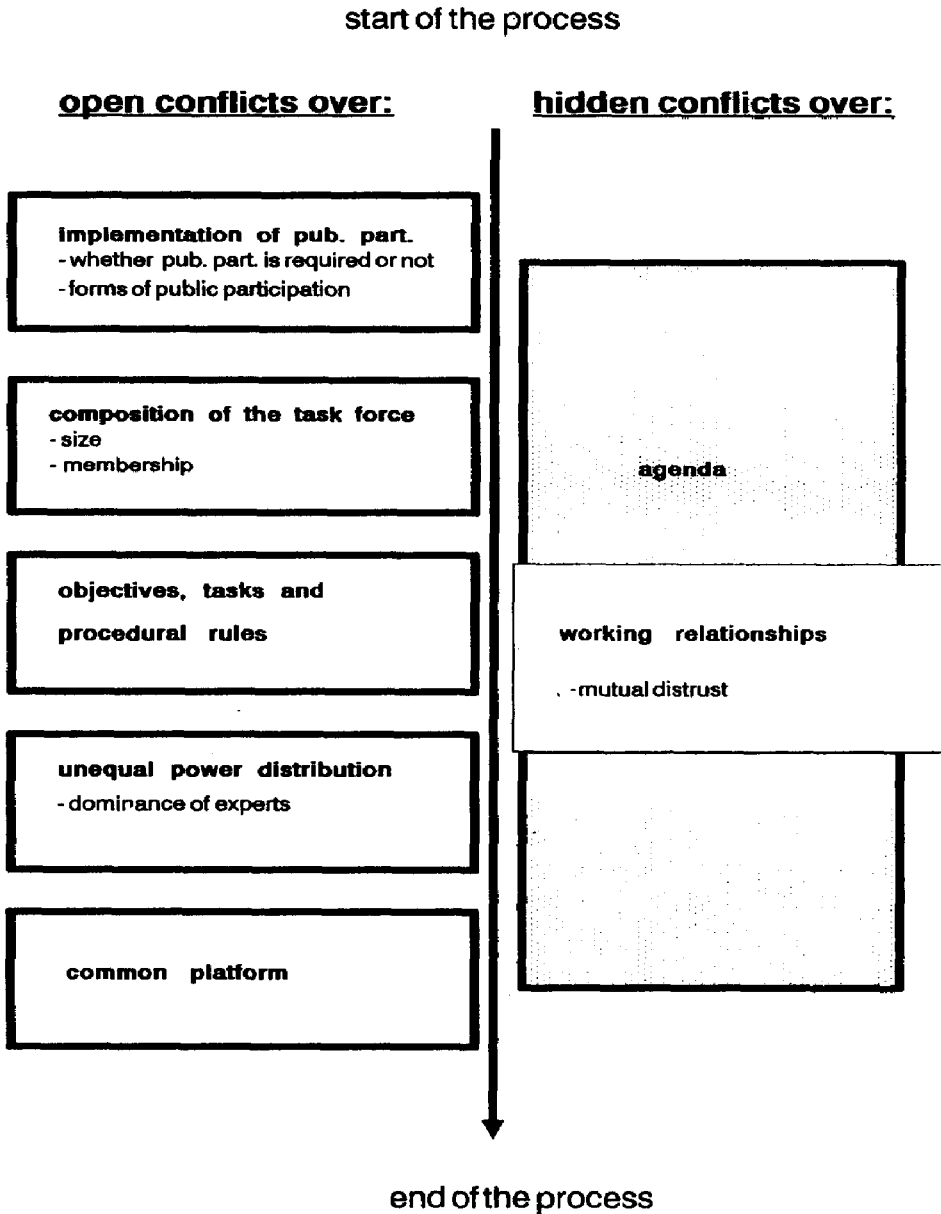 start of the process
open conflicts over:
hidden conflicts over:
implementation of pub. part.
- whether pub. part. is required or not
- forms of public participation
composition of the task force
- size
- membership
agenda
objectives, tasks and
procedural rules
working relationships
- mutual distrust
unequal power distribution
- dominance of experts
common platform
end of the process